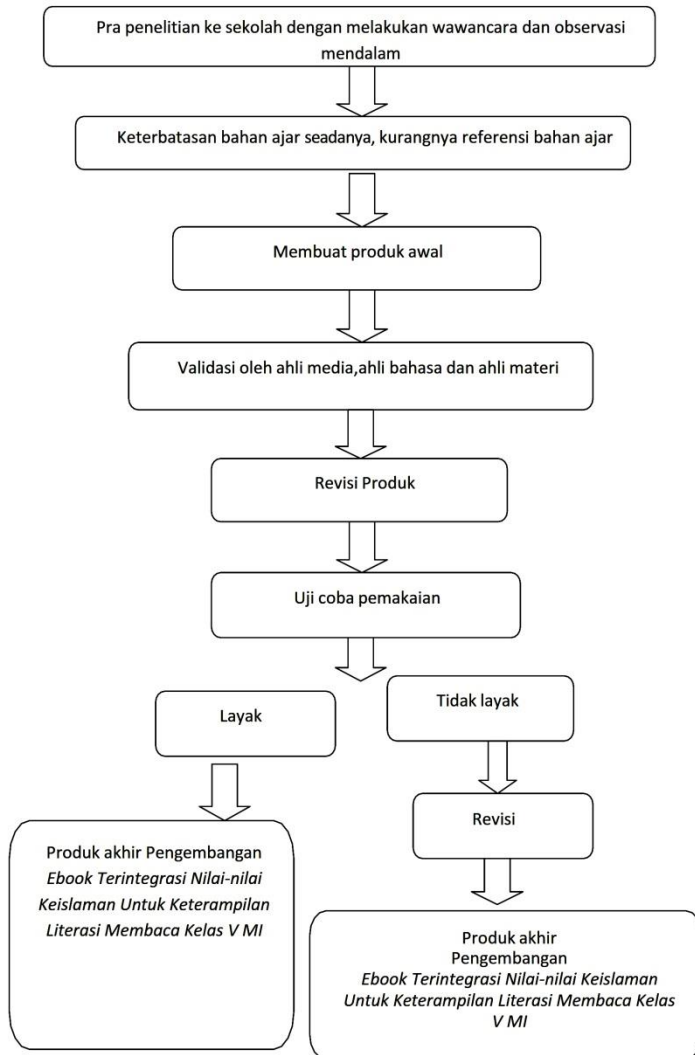 Pra penelitian ke sekolah dengan melakukan wawancara dan observasi
mendalam
Keterbatasan bahan ajar seadanya, kurangnya referensi bahan ajar
Membuat produk awal
Validasi oleh ahli media,ahli bahasa dan ahli materi
Revisi Produk
Uji coba pemakaian
Layak
Tidak layak
Revisi
Produk akhir Pengembangan
Ebook Terintegrasi Nilai-nilai
Keislaman Untuk Keterampilan
Literasi Membaca Kelas V MI
Produk akhir
Pengembangan
Ebook Terintegrasi Nilai-nilai Keislaman
Untuk Keterampilan Literasi Membaca Kelas
V MI